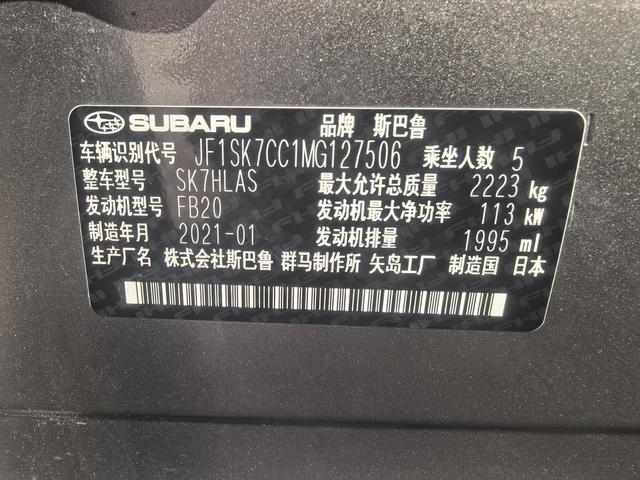 SUBARU 品牌 斯巴鲁
车辆识别代号 JF1SK7CC1MG127506 乘坐人数 5
整车型号 SK7HLAS 最大允许总质量 2223 kg
发动机型号 FB20 发动机最大净功率 113 kW
制造年月 2021-01 发动机排量 1995 ml
生产厂名 株式会社斯巴鲁 群马制作所 矢岛工厂 制造国 日本